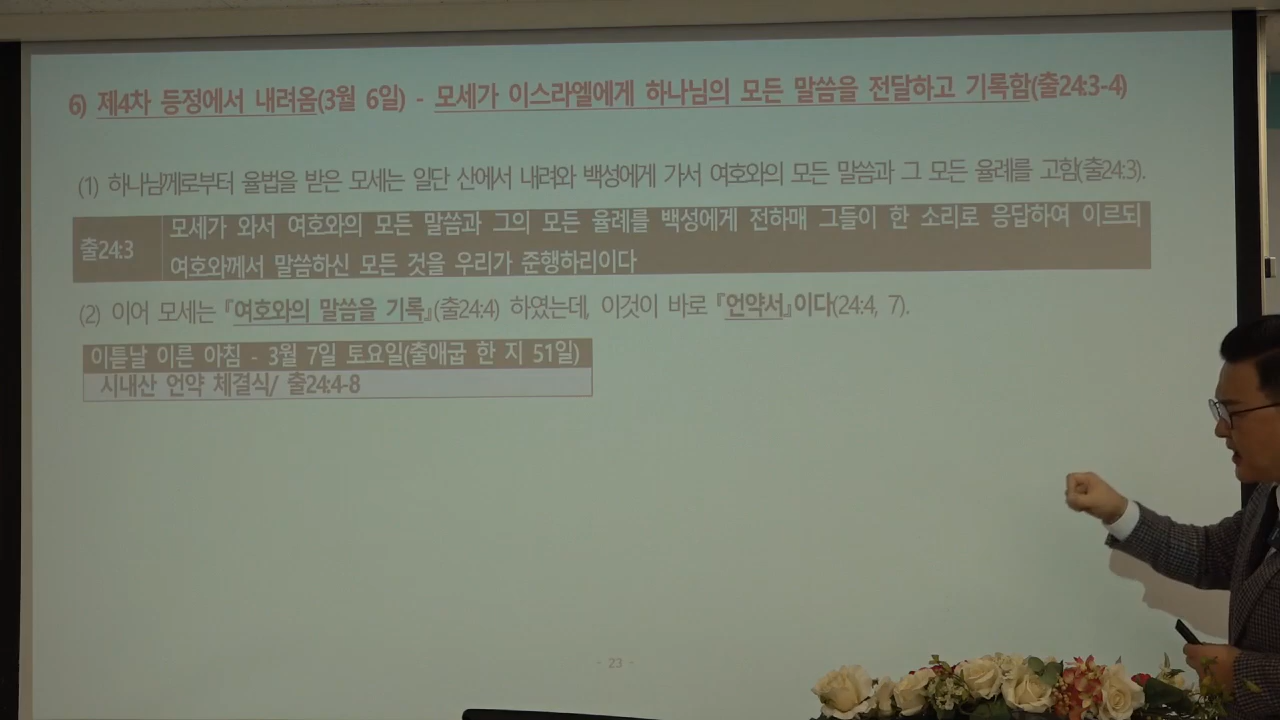 6) 제4차 등정에서 내려옴(3월 6일) - 모세가 이스라엘에게 하나님의 모든 말씀을 전달하고 기록함(출24:3-4)
(1) 하나님께로부터 율법을 받은 모세는 일단 산에서 내려와 백성에게 가서 여호와의 모든 말씀과 그 모든 율례를 고함(출24:3).
출24:3
모세가 와서 여호와의 모든 말씀과 그의 모든 율례를 백성에게 전하매 그들이 한 소리로 응답하여 이르되
여호와께서 말씀하신 모든 것을 우리가 준행하리이다
(2) 이어 모세는 『여호와의 말씀을 기록』(출24:4) 하였는데, 이것이 바로 『언약서』이다(24:4, 7).
이튿날 이른 아침 - 3월 7일 토요일(출애굽 한 지 51일)
시내산 언약 체결식/ 출24:4-8
- 23 -